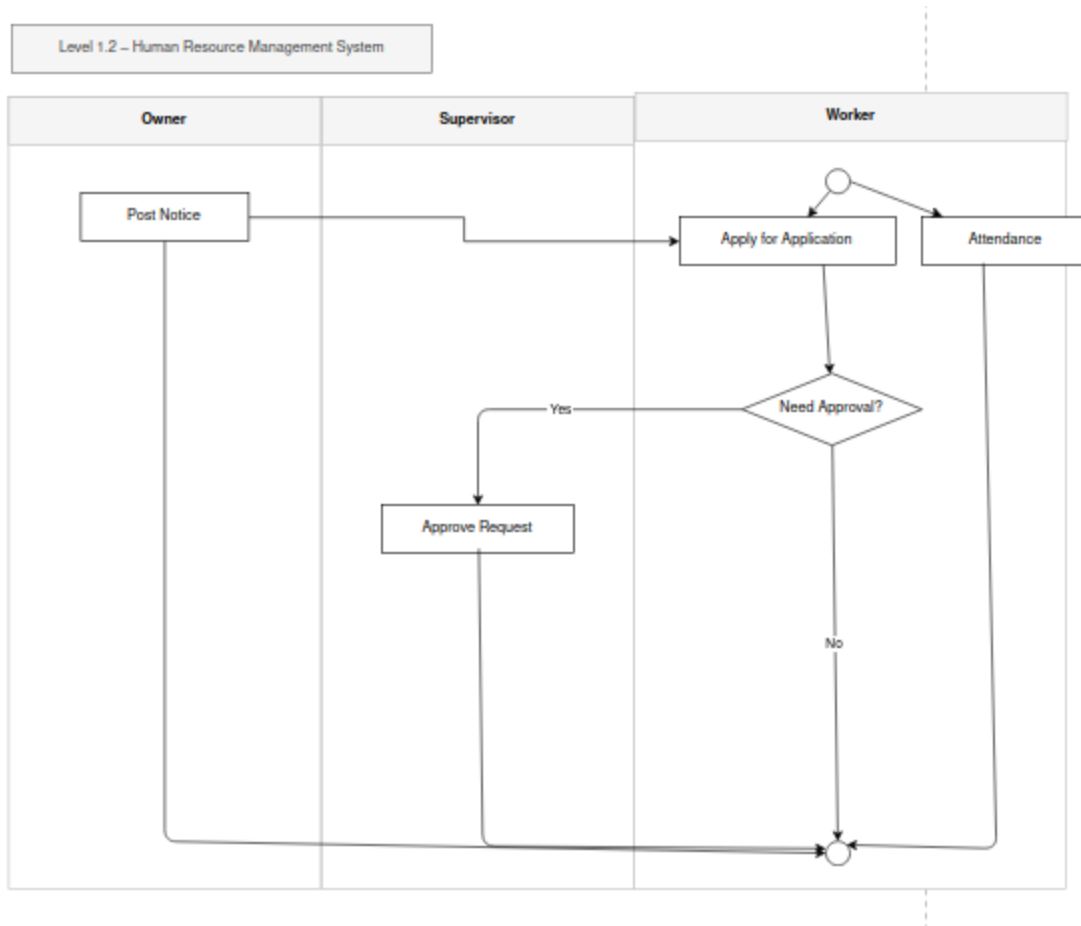 Level 1.2 – Human Resource Management System
Owner
Supervisor
Worker
Post Notice
Apply for Application
Attendance
Need Approval?
Yes
Approve Request
No